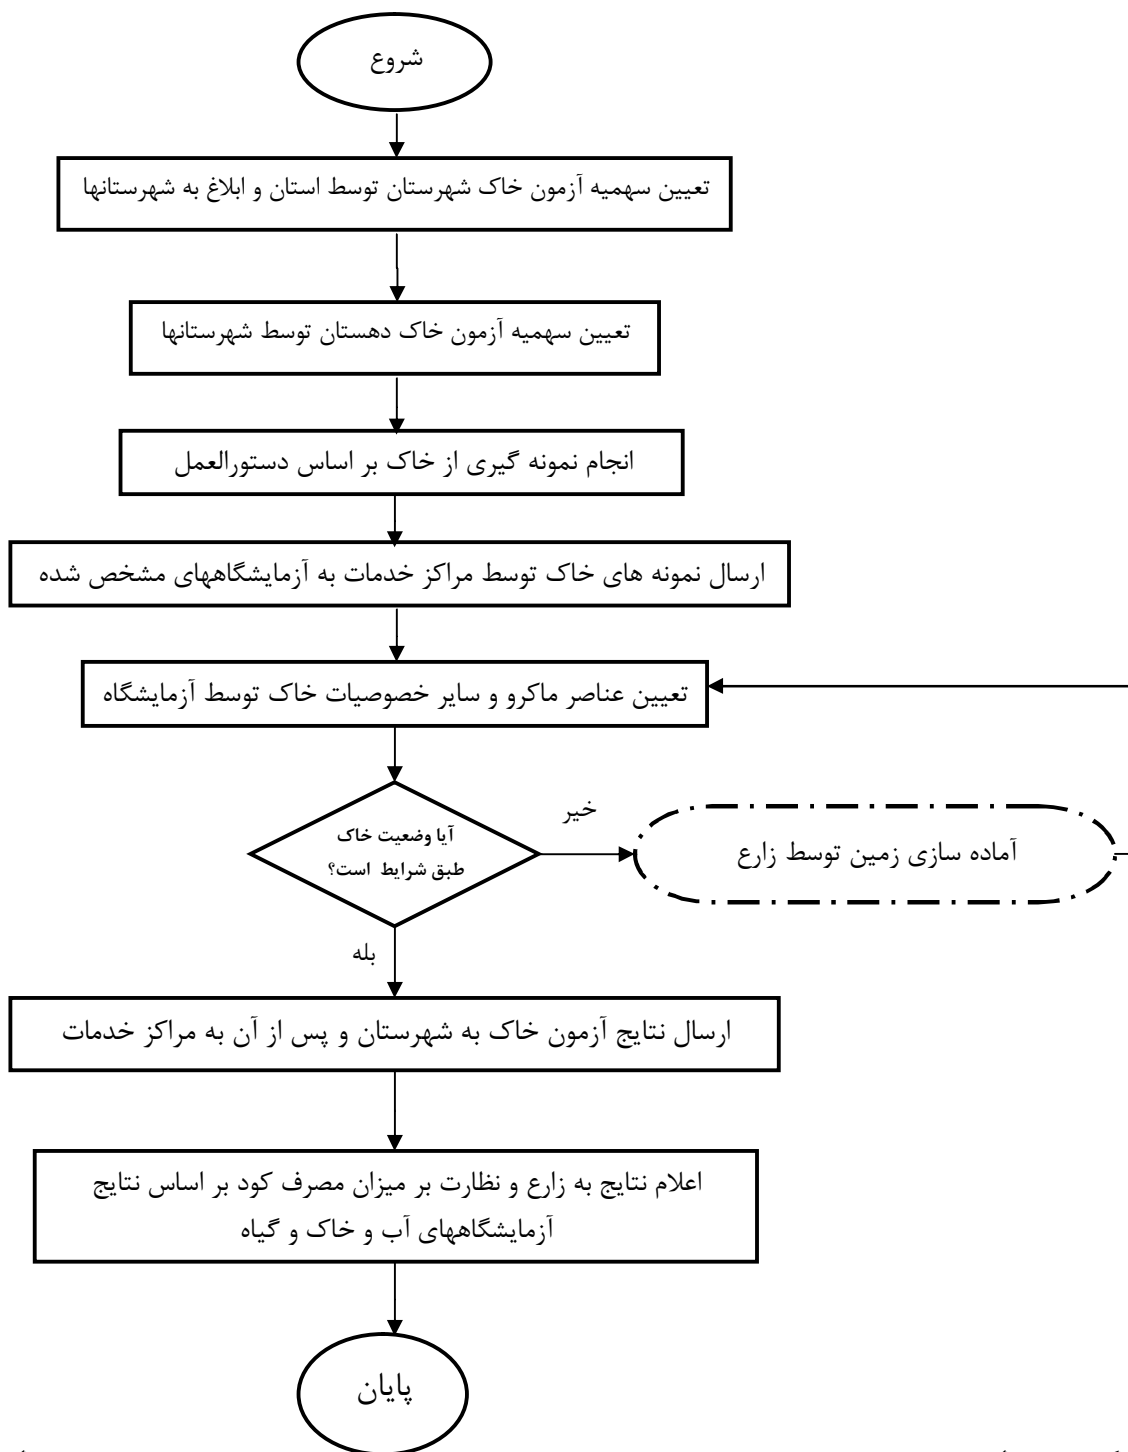 شروع
تعیین سهمیه آزمون خاک شهرستان توسط استان و ابلاغ به شهرستانها
تعیین سهمیه آزمون خاک دهستان توسط شهرستانها
انجام نمونه گیری از خاک بر اساس دستورالعمل
ارسال نمونه های خاک توسط مراکز خدمات به آزمایشگاههای مشخص شده
تعیین عناصر ماکرو و سایر خصوصیات خاک توسط آزمایشگاه
آیا وضعیت خاک
طبق شرایط است؟
خیر
آماده سازی زمین توسط زارع
بله
ارسال نتایج آزمون خاک به شهرستان و پس از آن به مراکز خدمات
اعلام نتایج به زارع و نظارت بر میزان مصرف کود بر اساس نتایج
آزمایشگاههای آب و خاک و گیاه
پایان